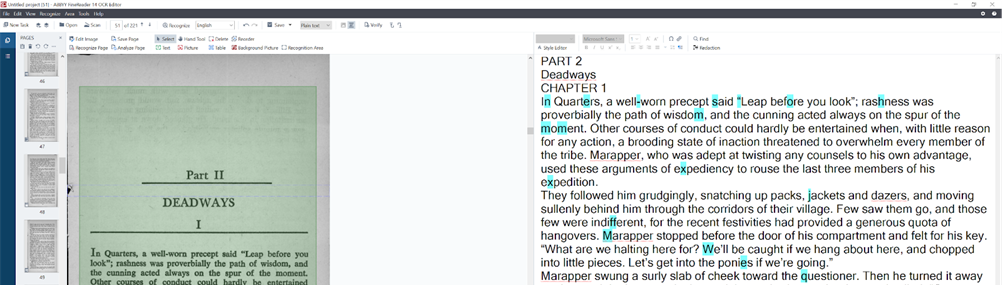 Untitled project (51) - ABBYY FineReader 14 OCR Editor
File Edit View Recognize Area Tools Help
New Task Open Scan 51 of 221 Recognize English Save Plain text Verify
PAGES
Edit Image Save Page Select Hand Tool Delete Reorder
Recognize Page Analyze Page Text Picture Table Background Picture Recognition Area
Style Editor Find
Redaction
46
47
48
49
Part II
DEADWAYS
I
In Quarters, a well-worn precept said “Leap before you
look”; rashness was proverbially the path of wisdom, and
the cunning acted always on the spur of the moment.
Other courses of conduct could hardly be entertained
PART 2
Deadways
CHAPTER 1
In Quarters, a well-worn precept said “Leap before you look”; rashness was
proverbially the path of wisdom, and the cunning acted always on the spur of the
moment. Other courses of conduct could hardly be entertained when, with little reason
for any action, a brooding state of inaction threatened to overwhelm every member of
the tribe. Marapper, who was adept at twisting any counsels to his own advantage,
used these arguments of expediency to rouse the last three members of his
expedition.
They followed him grudgingly, snatching up packs, jackets and dazers, and moving
sullenly behind him through the corridors of their village. Few saw them go, and those
few were indifferent, for the recent festivities had provided a generous quota of
hangovers. Marapper stopped before the door of his compartment and felt for his key.
“What are we halting here for? We’ll be caught if we hang about here, and chopped
into little pieces. Let’s get into the ponies if we’re going.”
Marapper swung a surly slab of cheek toward the questioner. Then he turned it away